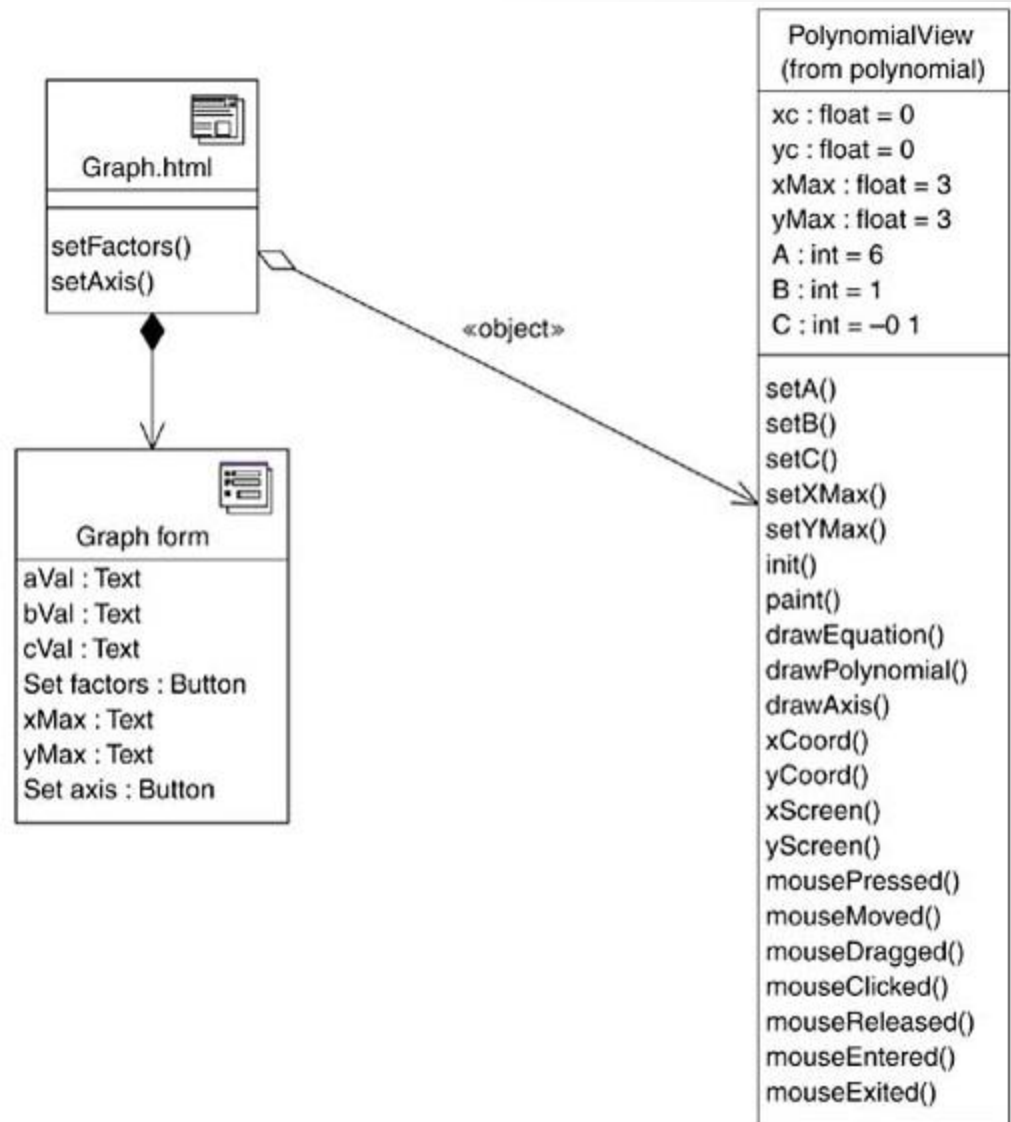 Graph.html
setFactors()
setAxis()
«object»
Graph form
aVal : Text
bVal : Text
cVal : Text
Set factors : Button
xMax : Text
yMax : Text
Set axis : Button
PolynomialView
(from polynomial)
xc : float = 0
yc : float = 0
xMax : float = 3
yMax : float = 3
A : int = 6
B : int = 1
C : int = –0 1
setA()
setB()
setC()
setXMax()
setYMax()
init()
paint()
drawEquation()
drawPolynomial()
drawAxis()
xCoord()
yCoord()
xScreen()
yScreen()
mousePressed()
mouseMoved()
mouseDragged()
mouseClicked()
mouseReleased()
mouseEntered()
mouseExited()